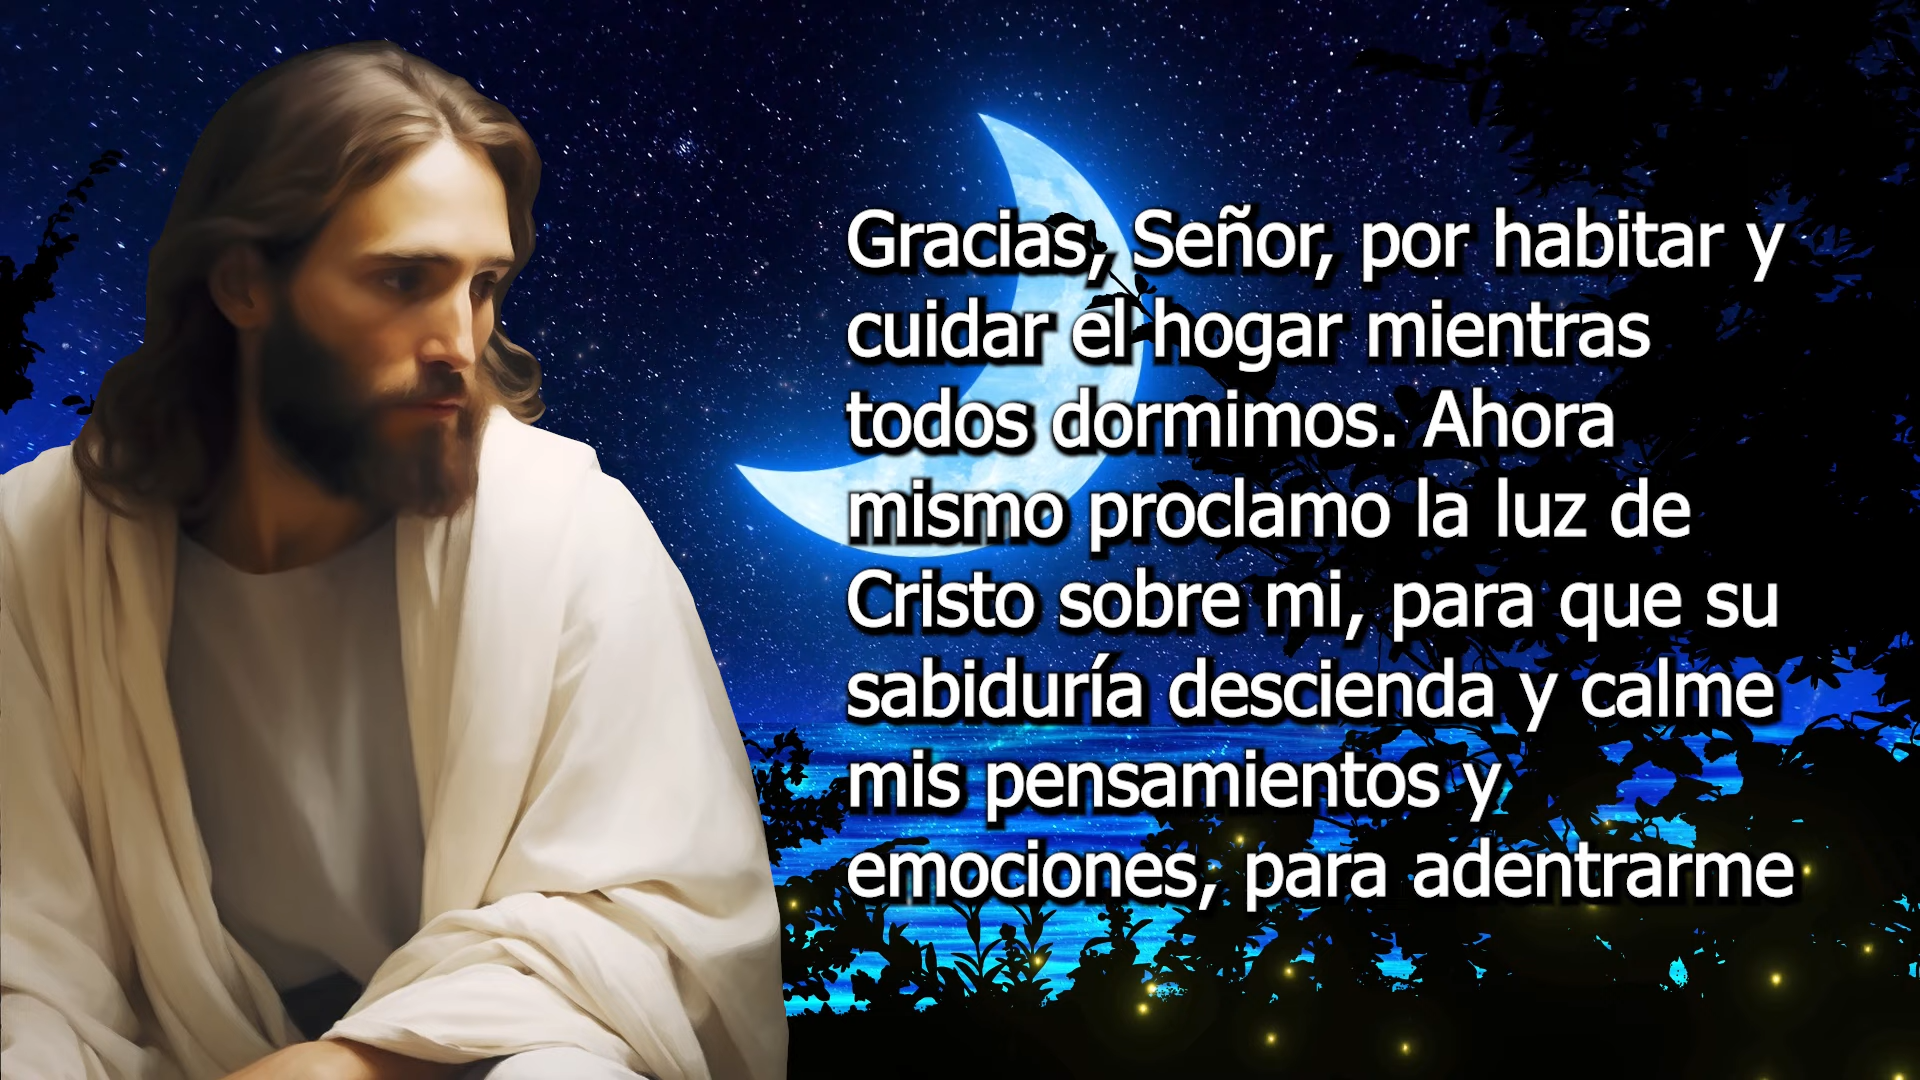 Gracias, Señor, por habitar y
cuidar el hogar mientras
todos dormimos. Ahora
mismo proclamo la luz de
Cristo sobre mi, para que su
sabiduría descienda y calme
mis pensamientos y
emociones, para adentrarme